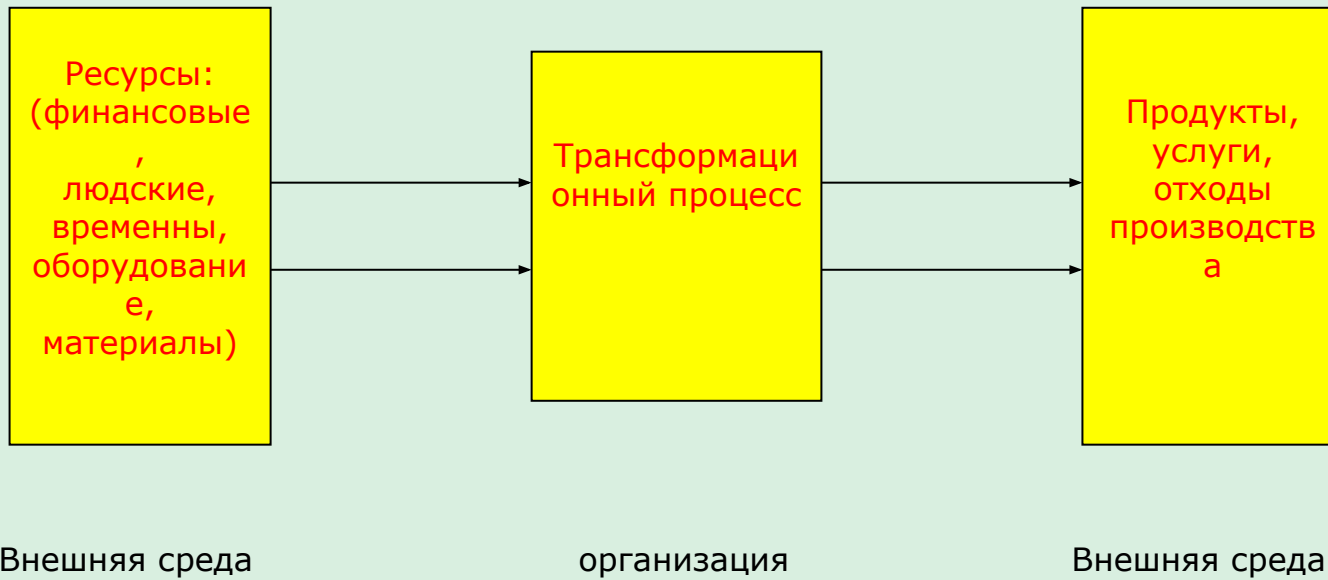 Ресурсы:
(финансовые
,
людские,
временны,
оборудовани
е,
материалы)
Трансформаци
онный процесс
Продукты,
услуги,
отходы
производств
а
Внешняя среда
организация
Внешняя среда